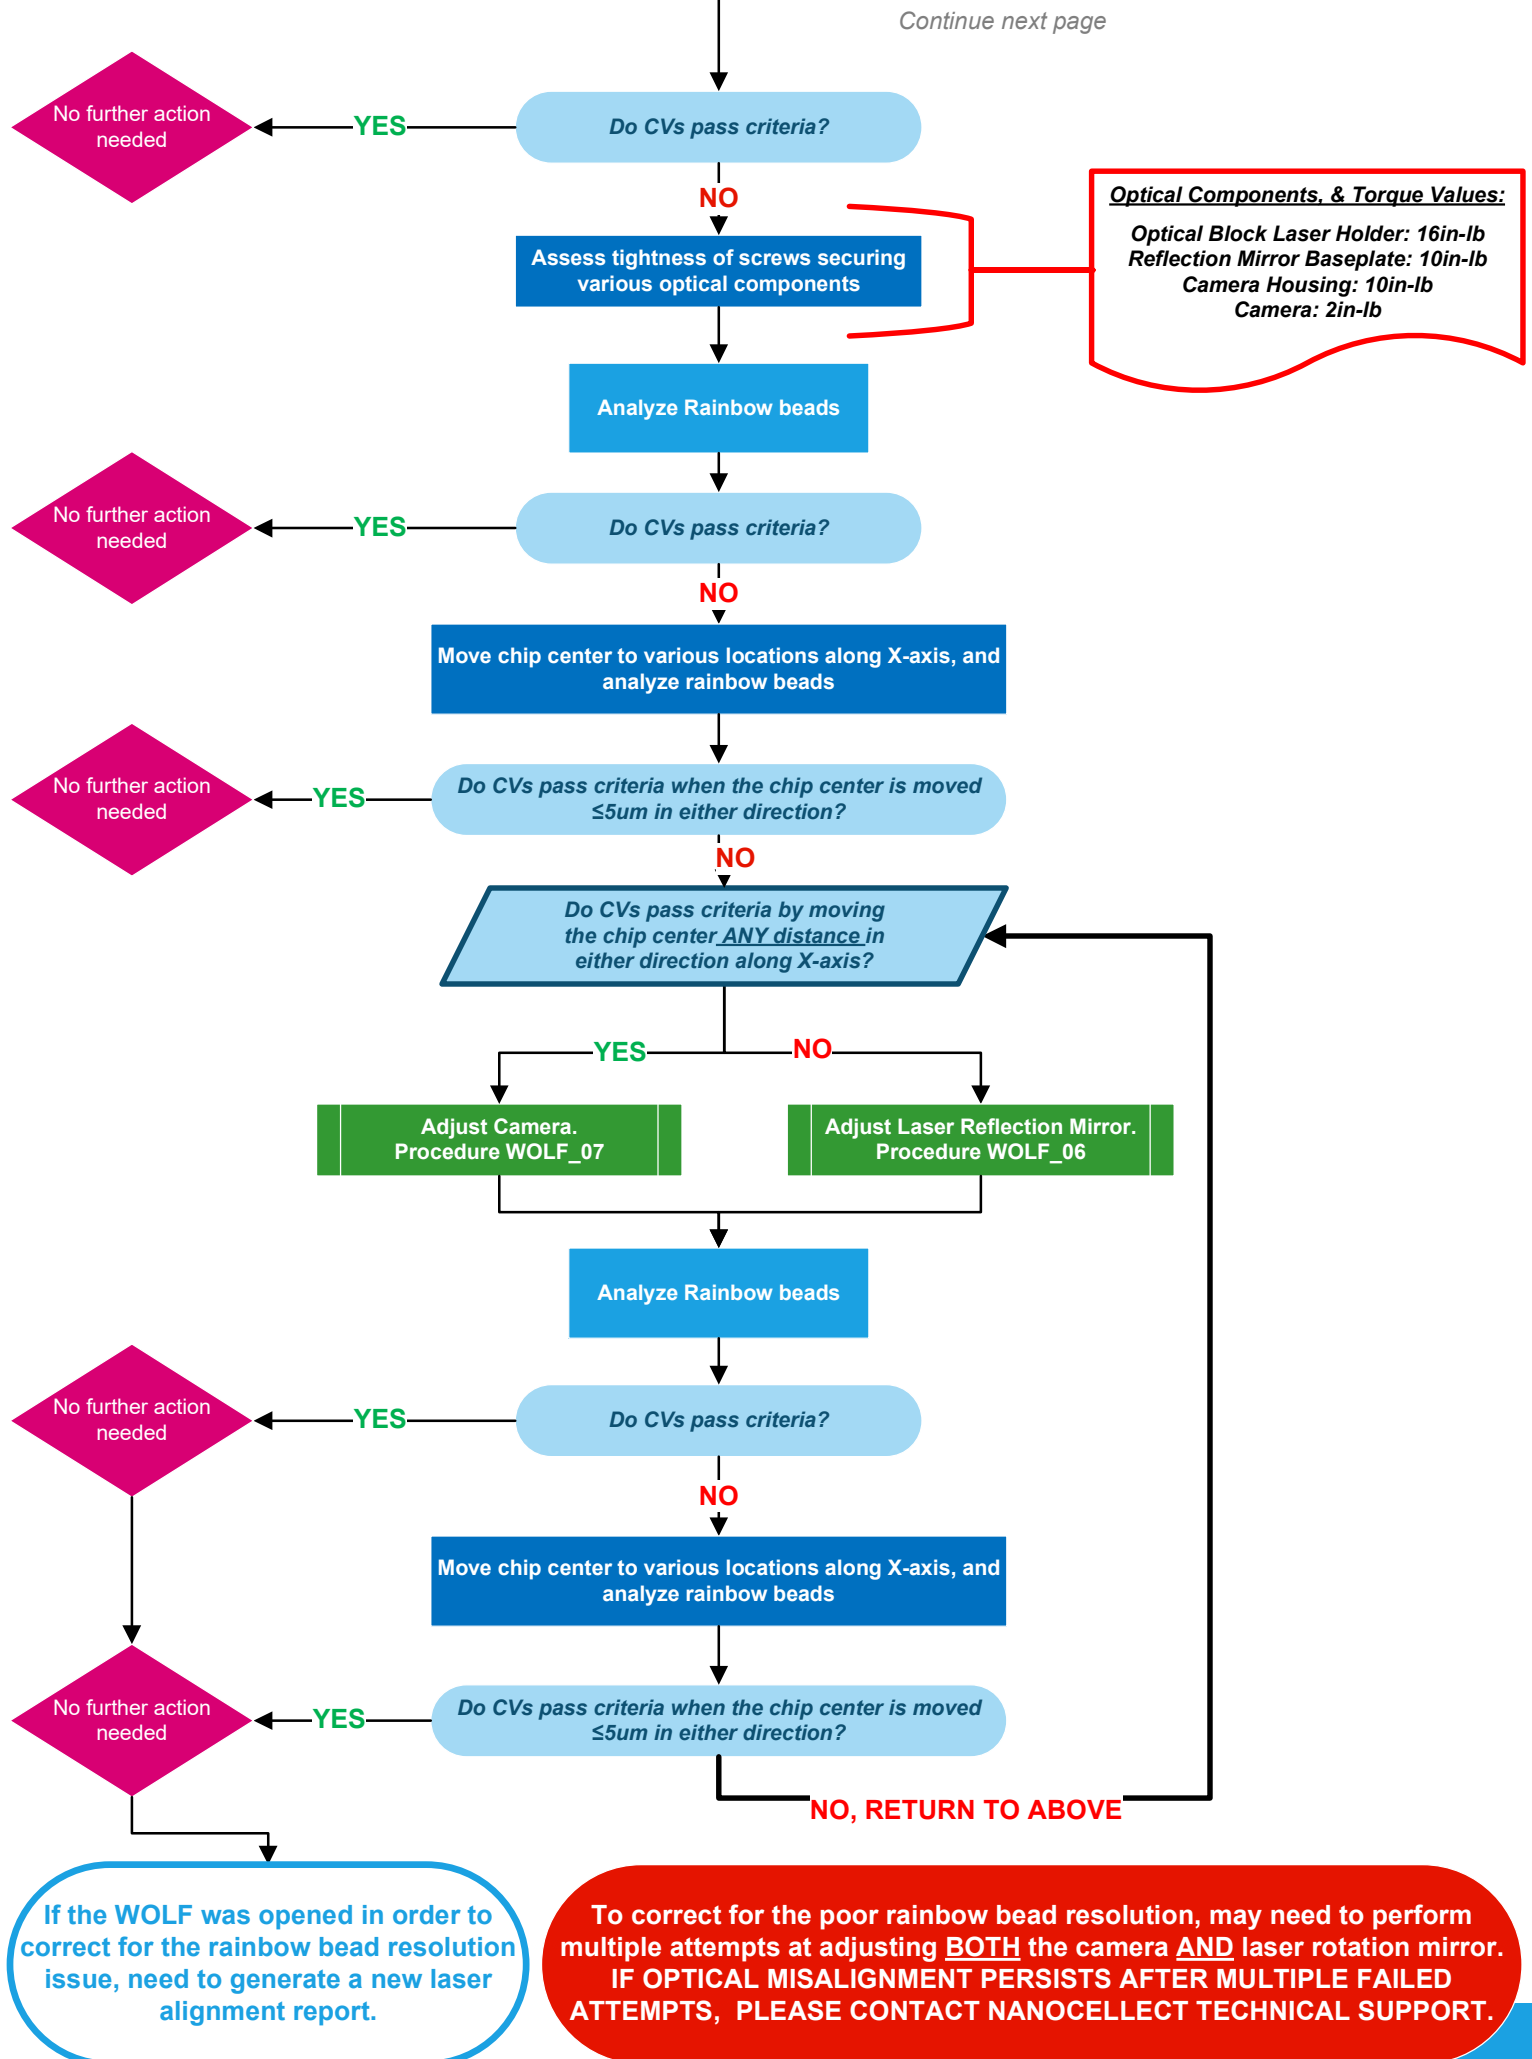 Continue next page
No further action
needed
YES
Do CVs pass criteria?
NO
Optical Components, & Torque Values:
Optical Block Laser Holder: 16in-lb
Reflection Mirror Baseplate: 10in-lb
Camera Housing: 10in-lb
Camera: 2in-lb
Assess tightness of screws securing
various optical components
Analyze Rainbow beads
No further action
needed
YES
Do CVs pass criteria?
NO
Move chip center to various locations along X-axis, and
analyze rainbow beads
No further action
needed
YES
Do CVs pass criteria when the chip center is moved
≤5um in either direction?
NO
Do CVs pass criteria by moving
the chip center ANY distance in
either direction along X-axis?
YES
NO
Adjust Camera.
Procedure WOLF_07
Adjust Laser Reflection Mirror.
Procedure WOLF_06
Analyze Rainbow beads
No further action
needed
YES
Do CVs pass criteria?
NO
Move chip center to various locations along X-axis, and
analyze rainbow beads
No further action
needed
YES
Do CVs pass criteria when the chip center is moved
≤5um in either direction?
NO, RETURN TO ABOVE
If the WOLF was opened in order to
correct for the rainbow bead resolution
issue, need to generate a new laser
alignment report.
To correct for the poor rainbow bead resolution, may need to perform
multiple attempts at adjusting BOTH the camera AND laser rotation mirror.
IF OPTICAL MISALIGNMENT PERSISTS AFTER MULTIPLE FAILED
ATTEMPTS, PLEASE CONTACT NANOCELLECT TECHNICAL SUPPORT.